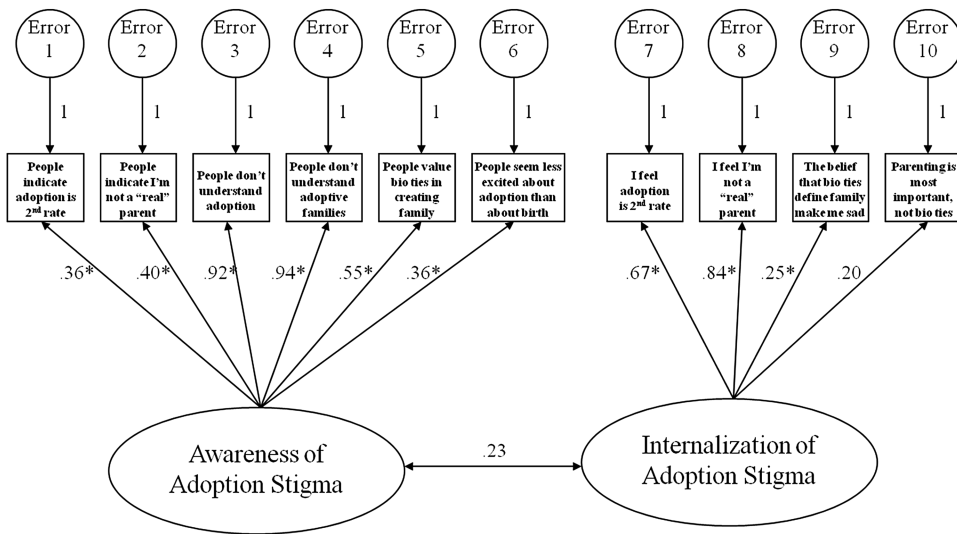 Error
1
Error
2
Error
3
Error
4
Error
5
Error
6
Error
7
Error
8
Error
9
Error
10
1
1
1
1
1
1
1
1
1
1
People
indicate
adoption is
2nd rate
People
indicate I'm
not a "real"
parent
People don't
understand
adoption
People don't
understand
adoptive
families
People value
bio ties in
creating
family
People seem less
excited about
adoption than
about birth
I feel
adoption
is 2nd rate
I feel I'm
not a
"real"
parent
The belief
that bio ties
define family
make me sad
Parenting is
most
important,
not bio ties
.36*
.40*
.92*
.94*
.55*
.36*
.67*
.84*
.25*
.20
Awareness of
Adoption Stigma
.23
Internalization of
Adoption Stigma